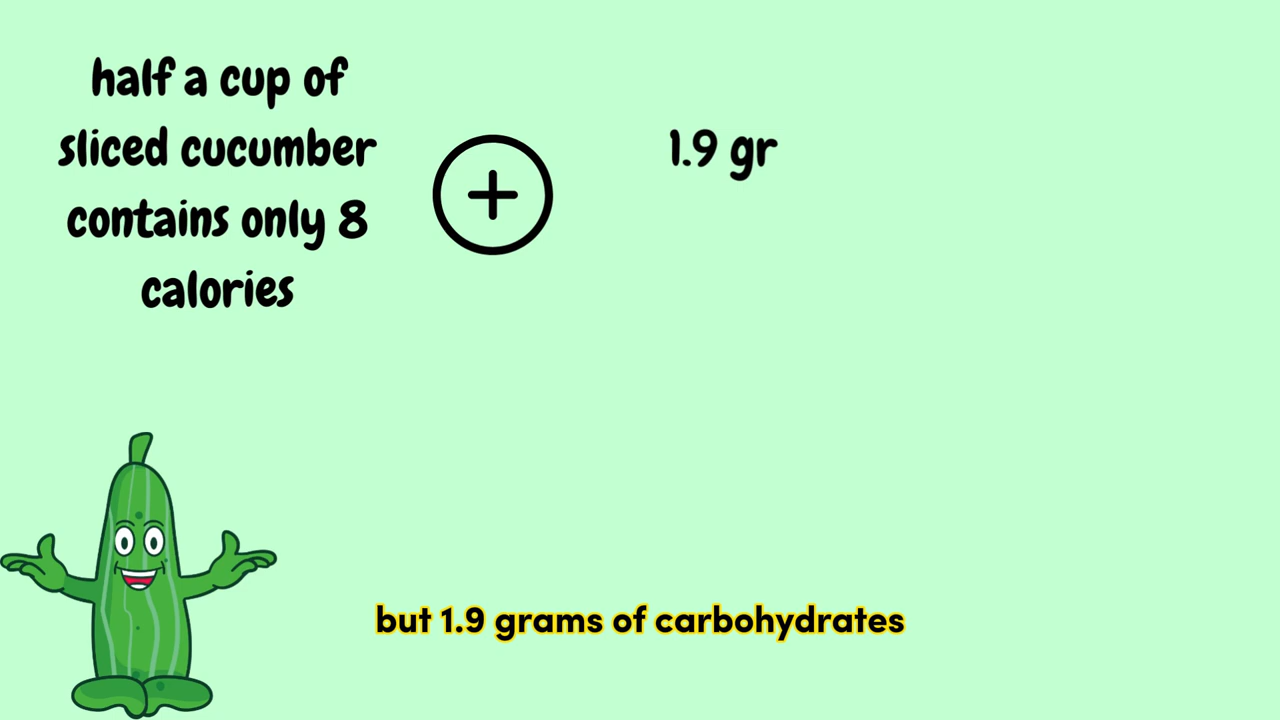 half a cup of
sliced cucumber
contains only 8
calories
1.9 gr
but 1.9 grams of carbohydrates